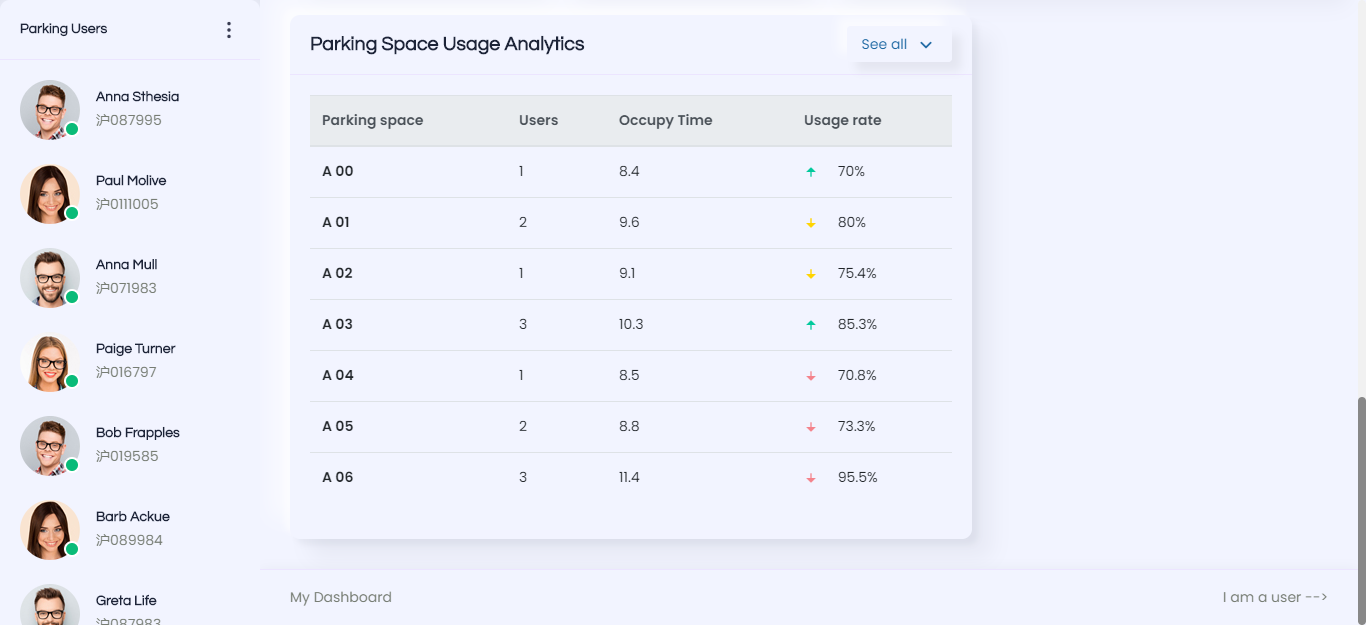 Parking Users
Anna Sthesia
沪087995
Paul Molive
沪0111005
Anna Mull
沪071983
Paige Turner
沪016797
Bob Frapples
沪019585
Barb Ackue
沪089984
Greta Life
沪087983
Parking Space Usage Analytics
See all
Parking space Users Occupy Time Usage rate
A 00 1 8.4 70%
A 01 2 9.6 80%
A 02 1 9.1 75.4%
A 03 3 10.3 85.3%
A 04 1 8.5 70.8%
A 05 2 8.8 73.3%
A 06 3 11.4 95.5%
My Dashboard
I am a user -->